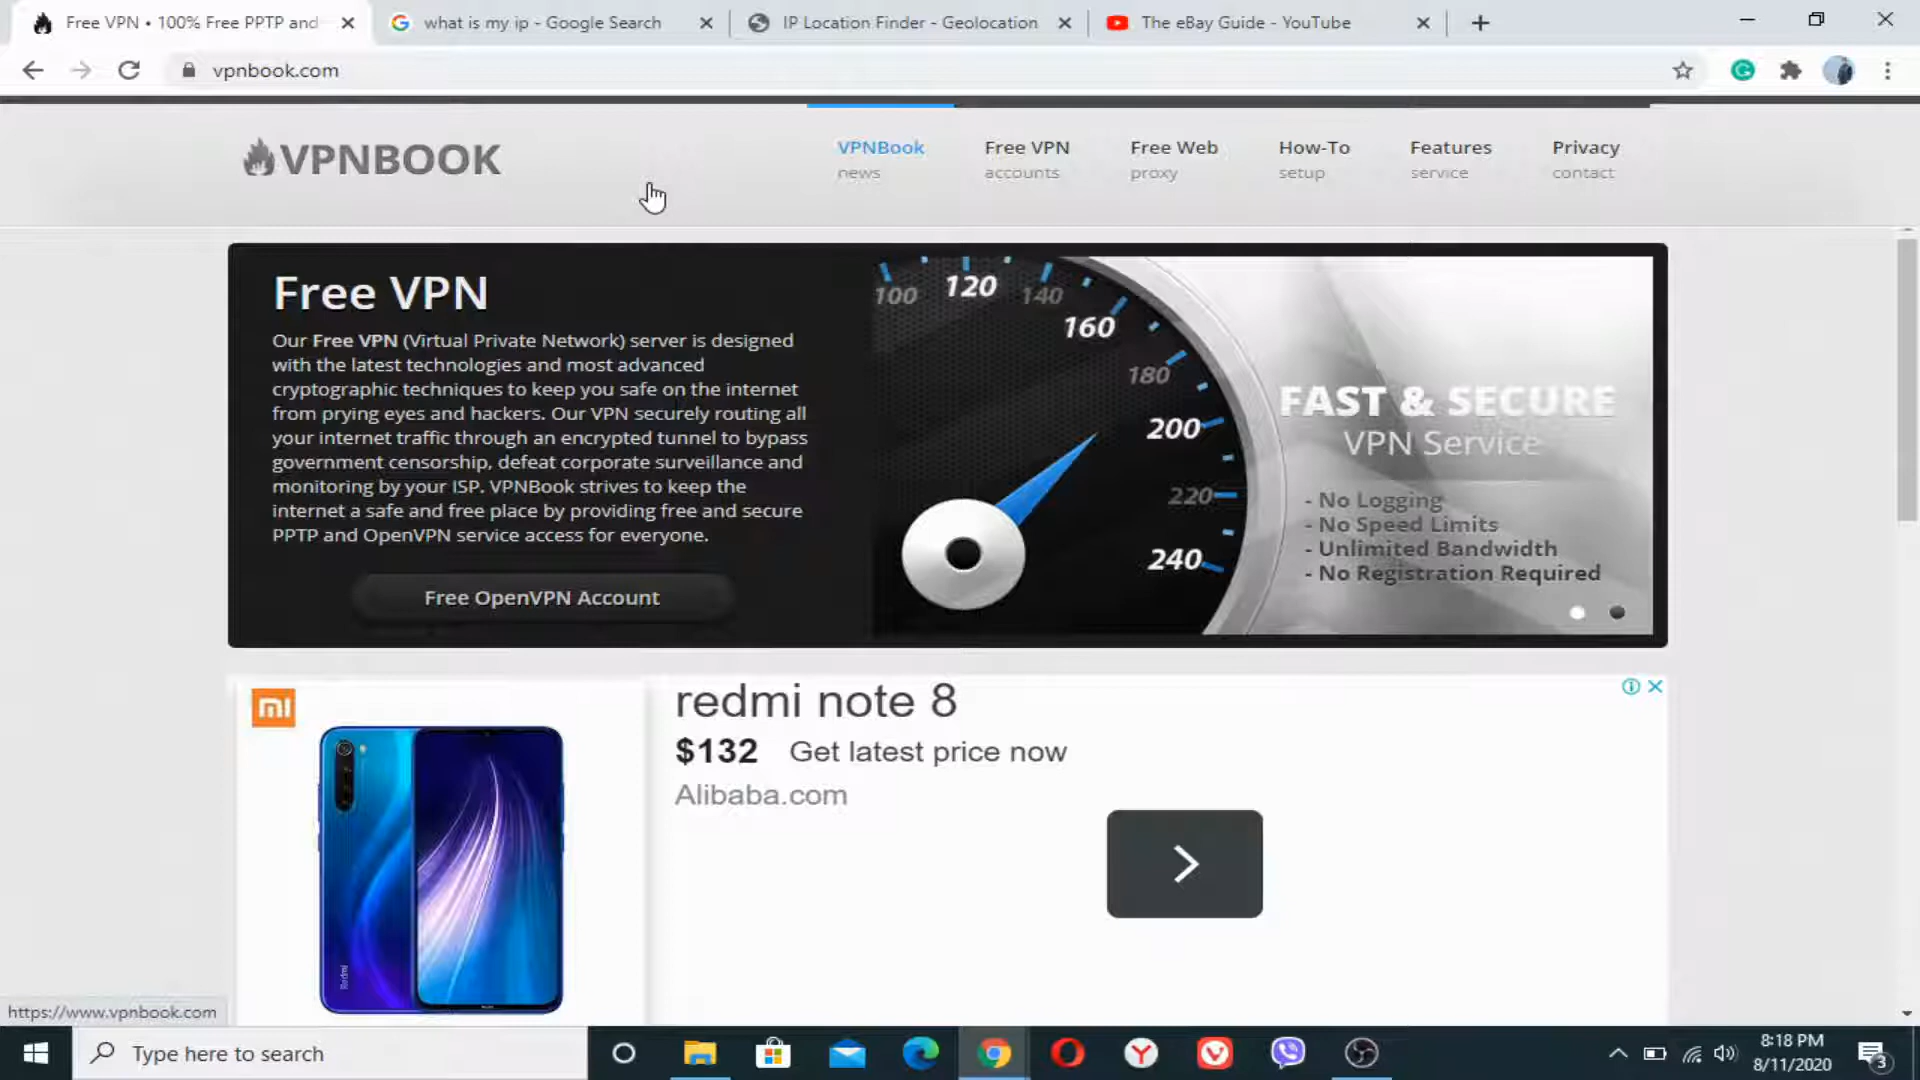 Free VPN • 100% Free PPTP and
what is my ip - Google Search
IP Location Finder - Geolocation
The eBay Guide - YouTube
vpnbook.com
VPNBOOK
VPNBook
news
Free VPN
accounts
Free Web
proxy
How-To
setup
Features
service
Privacy
contact
Free VPN
Our Free VPN (Virtual Private Network) server is designed
with the latest technologies and most advanced
cryptographic techniques to keep you safe on the internet
from prying eyes and hackers. Our VPN securely routing all
your internet traffic through an encrypted tunnel to bypass
government censorship, defeat corporate surveillance and
monitoring by your ISP. VPNBook strives to keep the
internet a safe and free place by providing free and secure
PPTP and OpenVPN service access for everyone.
Free OpenVPN Account
100
120
140
160
180
200
220
240
FAST & SECURE
VPN Service
- No Logging
- No Speed Limits
- Unlimited Bandwidth
- No Registration Required
mi
redmi note 8
$132 Get latest price now
Alibaba.com
Redmi
https://www.vpnbook.com
Type here to search
8:18 PM
8/11/2020
3